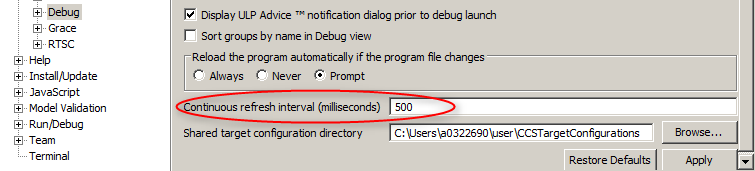 Debug
Grace
RTSC
Help
Install/Update
JavaScript
Model Validation
Run/Debug
Team
Terminal
Display ULP Advice ™ notification dialog prior to debug launch
Sort groups by name in Debug view
Reload the program automatically if the program file changes
Always Never Prompt
Continuous refresh interval (milliseconds) 500
Shared target configuration directory C:\Users\a0322690\user\CCSTargetConfigurations Browse...
Restore Defaults Apply